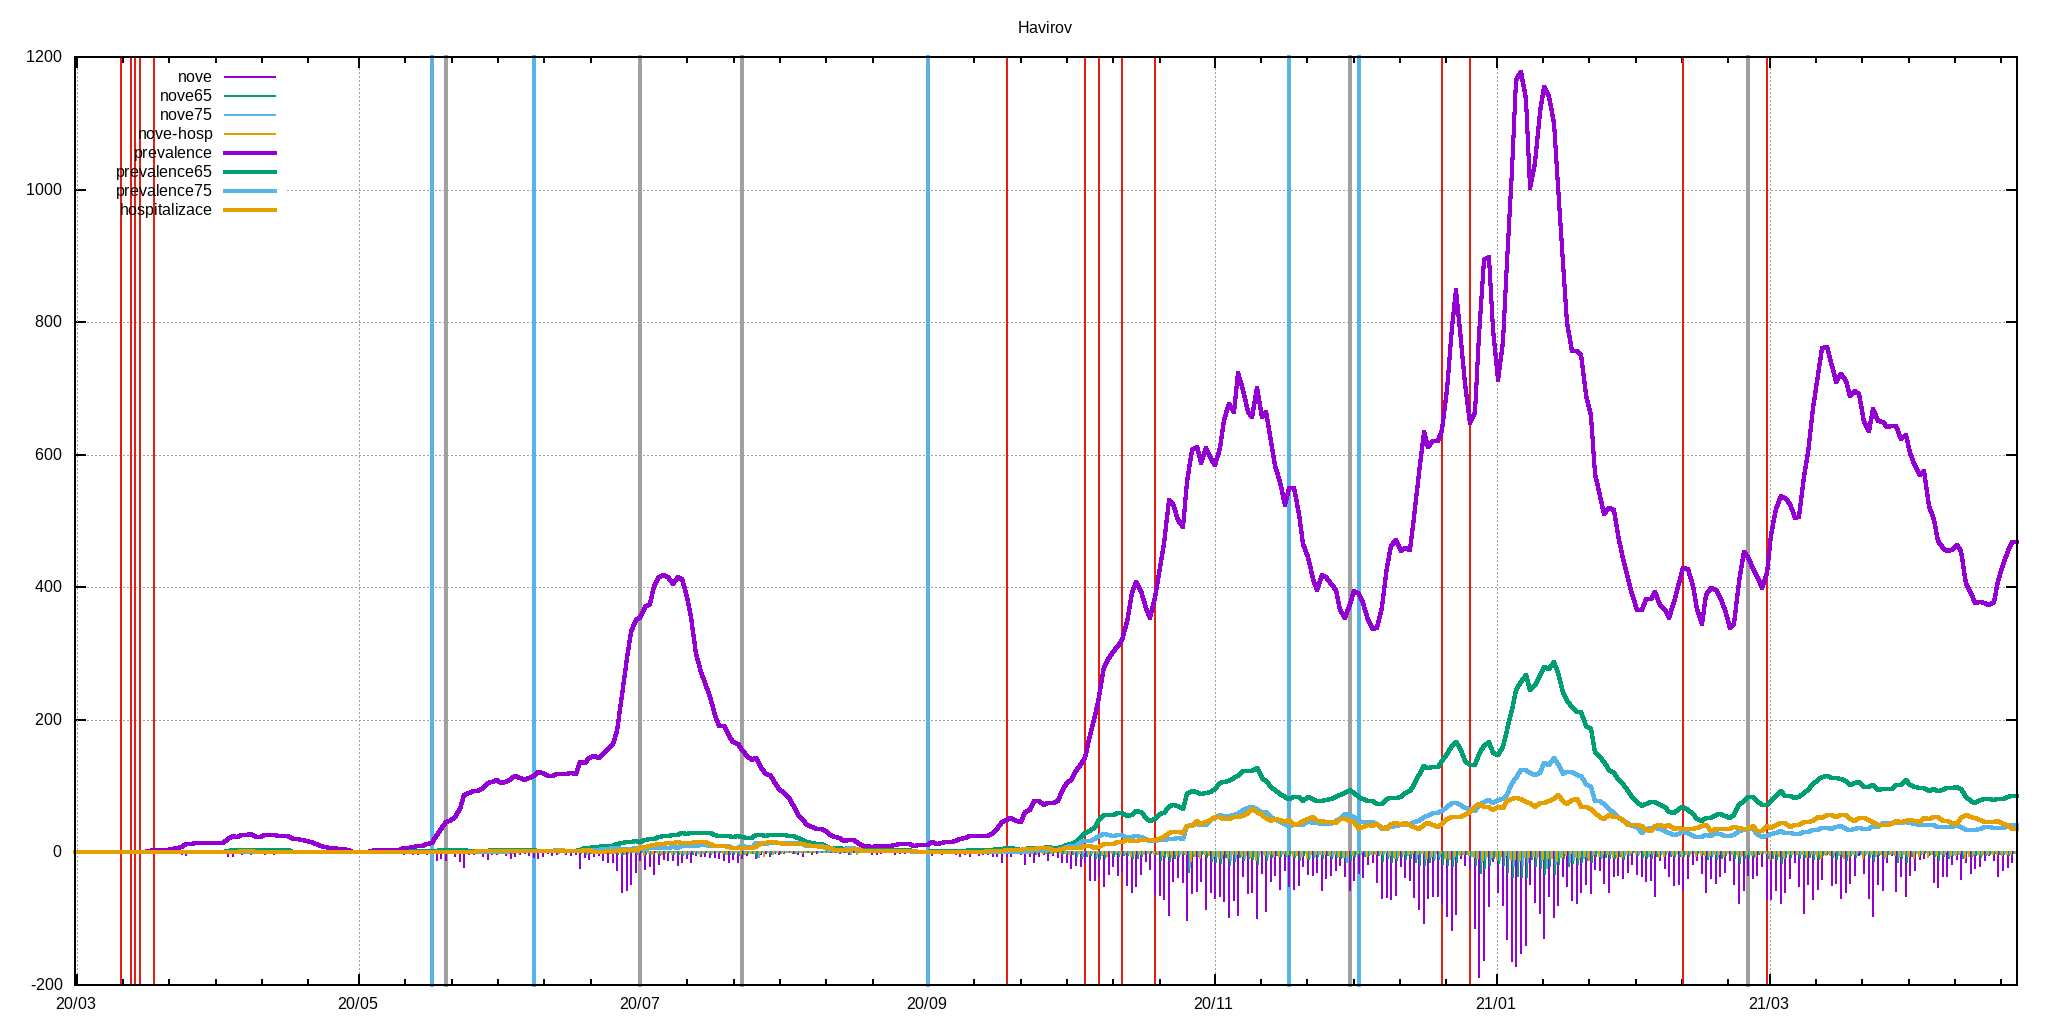 Havirov
1200
1000
800
600
400
200
0
-200
nove
nove65
nove75
nove-hosp
prevalence
prevalence65
prevalence75
hospitalizace
20/03 20/05 20/07 20/09 20/11 21/01 21/03